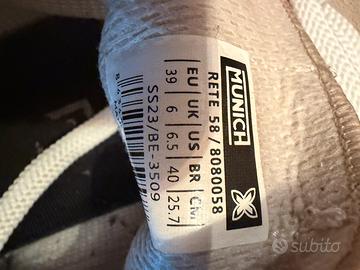 MUNICH
RETE 58 / 8080058
EU | UK | US | BR | CM
39 | 6 | 6.5 | 40 | 25.7
SS23/BE-3509
subito